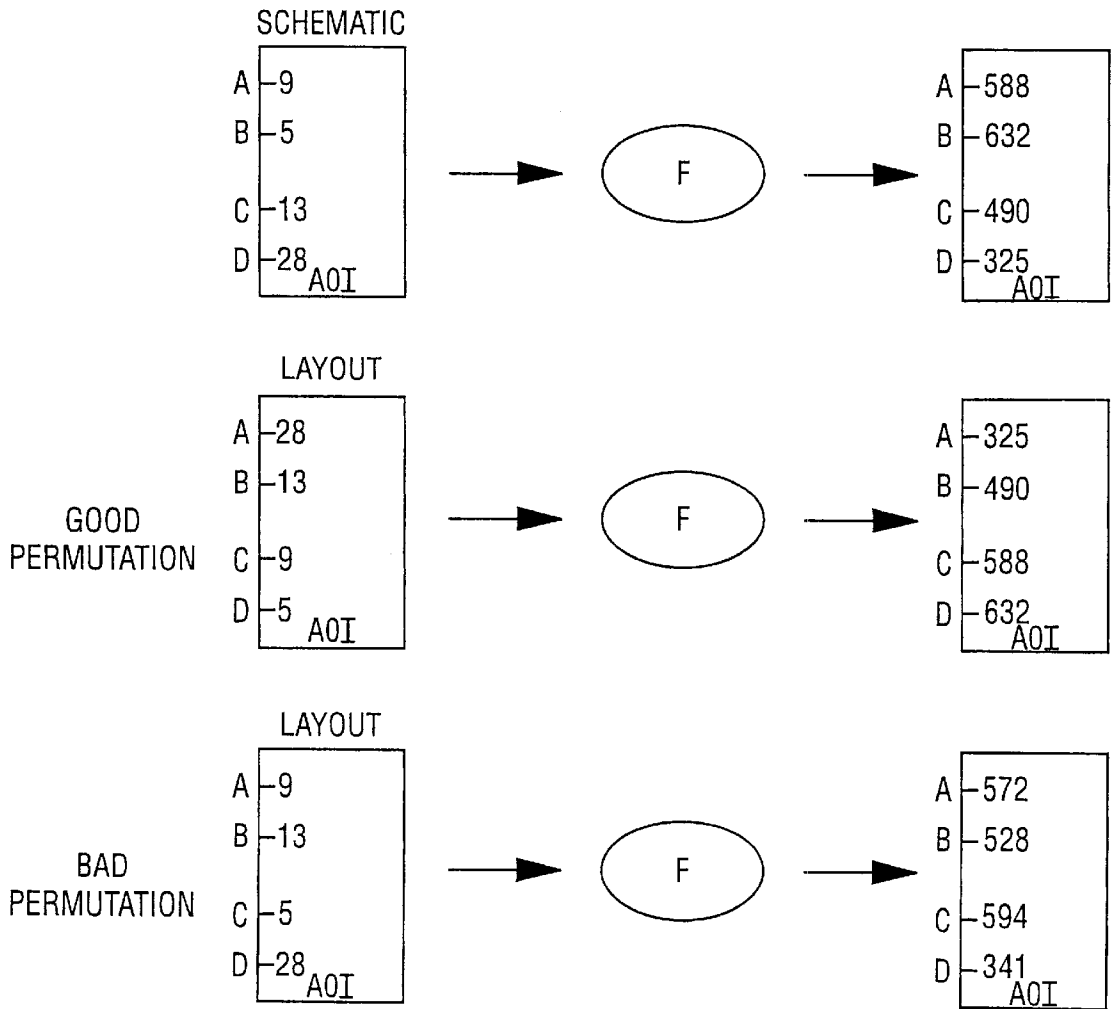 SCHEMATIC
A -9
B -5
C -13
D -28
AOI
F
A -588
B -632
C -490
D -325
AOI
LAYOUT
GOOD
PERMUTATION
A -28
B -13
C -9
D -5
AOI
F
A -325
B -490
C -588
D -632
AOI
LAYOUT
BAD
PERMUTATION
A -9
B -13
C -5
D -28
AOI
F
A -572
B -528
C -594
D -341
AOI